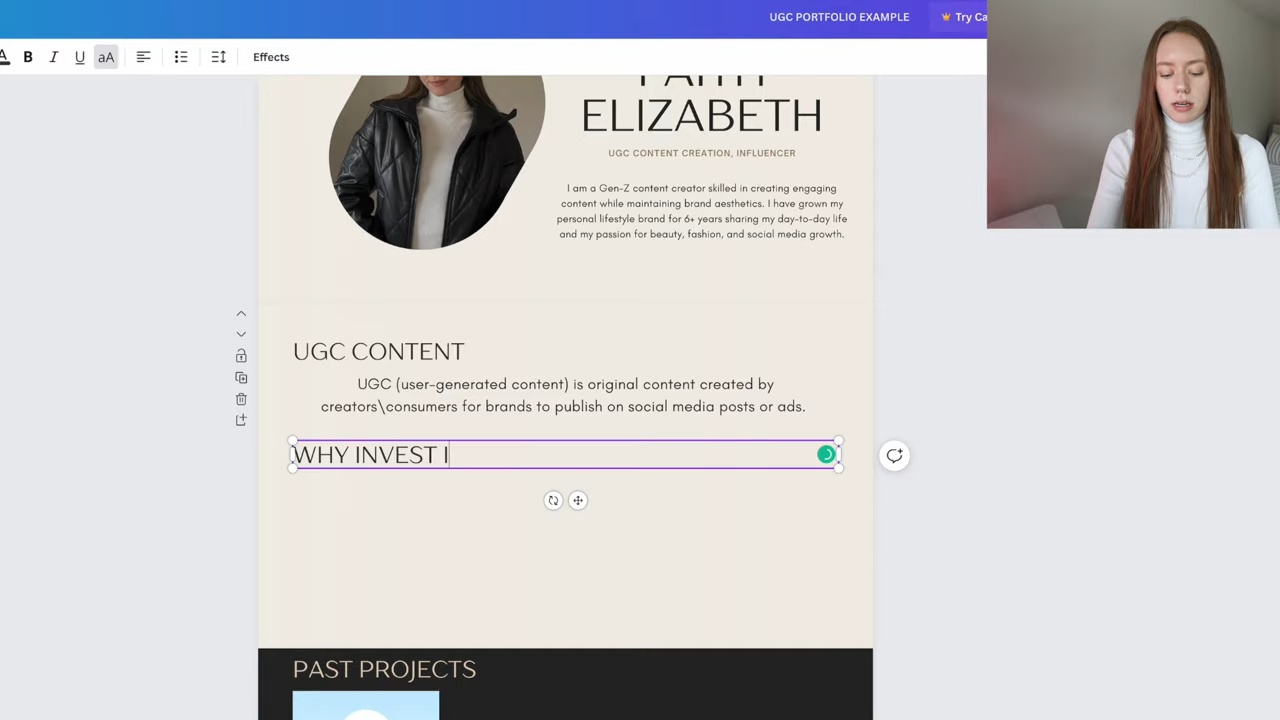 UGC PORTFOLIO EXAMPLE
Try Ca
A B I U aA
Effects
FAITH
ELIZABETH
UGC CONTENT CREATION, INFLUENCER
I am a Gen-Z content creator skilled in creating engaging
content while maintaining brand aesthetics. I have grown my
personal lifestyle brand for 6+ years sharing my day-to-day life
and my passion for beauty, fashion, and social media growth.
UGC CONTENT
UGC (user-generated content) is original content created by
creators\consumers for brands to publish on social media posts or ads.
WHY INVEST I
PAST PROJECTS